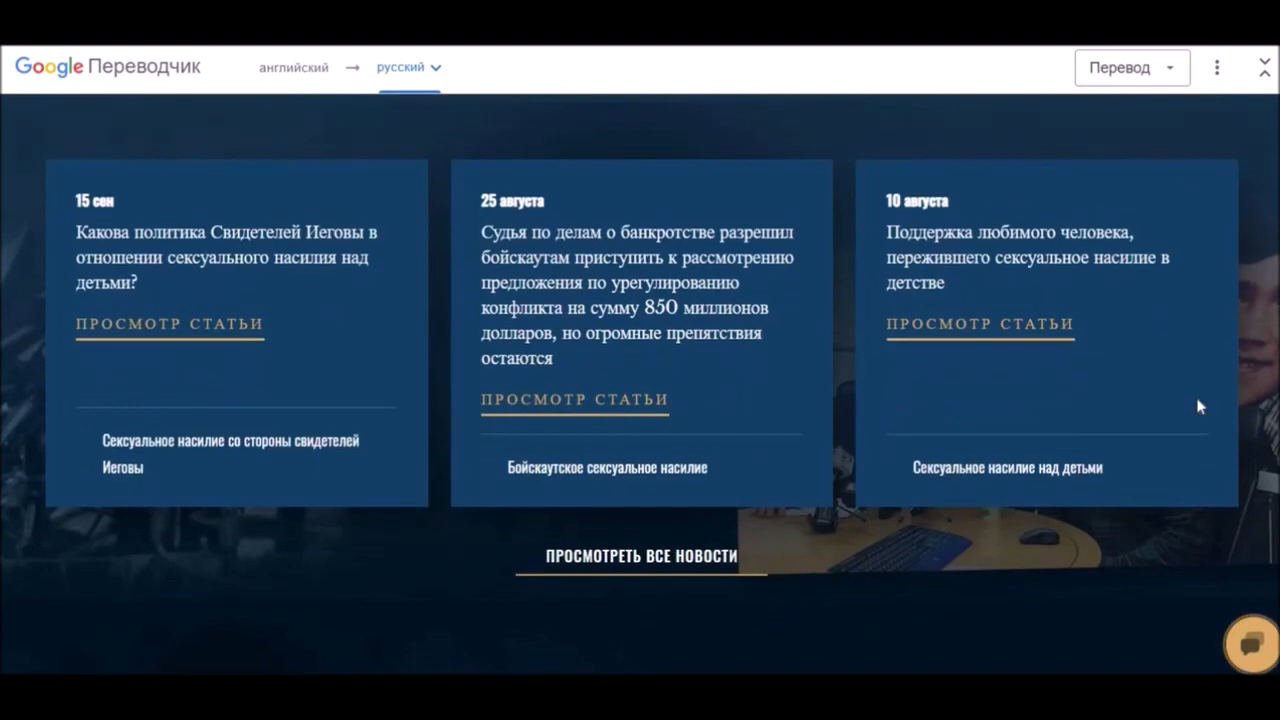 Google Переводчик
английский → русский
Перевод
15 сен
Какова политика Свидетелей Иеговы в
отношении сексуального насилия над
детьми?
ПРОСМОТР СТАТЬИ
Сексуальное насилие со стороны свидетелей
Иеговы
25 августа
Судья по делам о банкротстве разрешил
бойскаутам приступить к рассмотрению
предложения по урегулированию
конфликта на сумму 850 миллионов
долларов, но огромные препятствия
остаются
ПРОСМОТР СТАТЬИ
Бойскаутское сексуальное насилие
10 августа
Поддержка любимого человека,
пережившего сексуальное насилие в
детстве
ПРОСМОТР СТАТЬИ
Сексуальное насилие над детьми
ПРОСМОТРЕТЬ ВСЕ НОВОСТИ